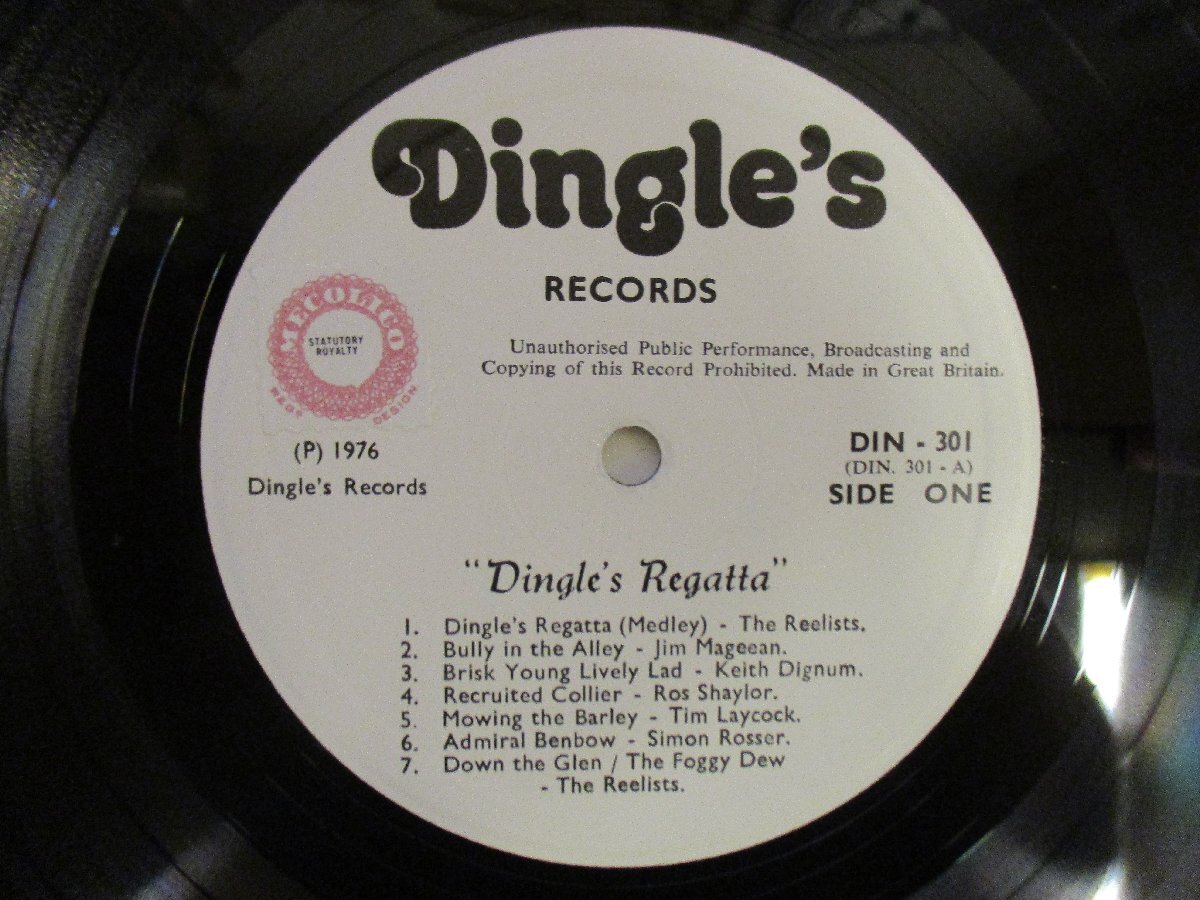 Dingle's
RECORDS
Unauthorised Public Performance, Broadcasting and
Copying of this Record Prohibited. Made in Great Britain.
MECOLICO
STATUTORY
ROYALTY
REGD DESIGN
(P) 1976
Dingle's Records
DIN - 301
(DIN. 301 - A)
SIDE ONE
"Dingle's Regatta"
1. Dingle's Regatta (Medley) - The Reelists.
2. Bully in the Alley - Jim Mageean.
3. Brisk Young Lively Lad - Keith Dignum.
4. Recruited Collier - Ros Shaylor.
5. Mowing the Barley - Tim Laycock.
6. Admiral Benbow - Simon Rosser.
7. Down the Glen / The Foggy Dew
- The Reelists.